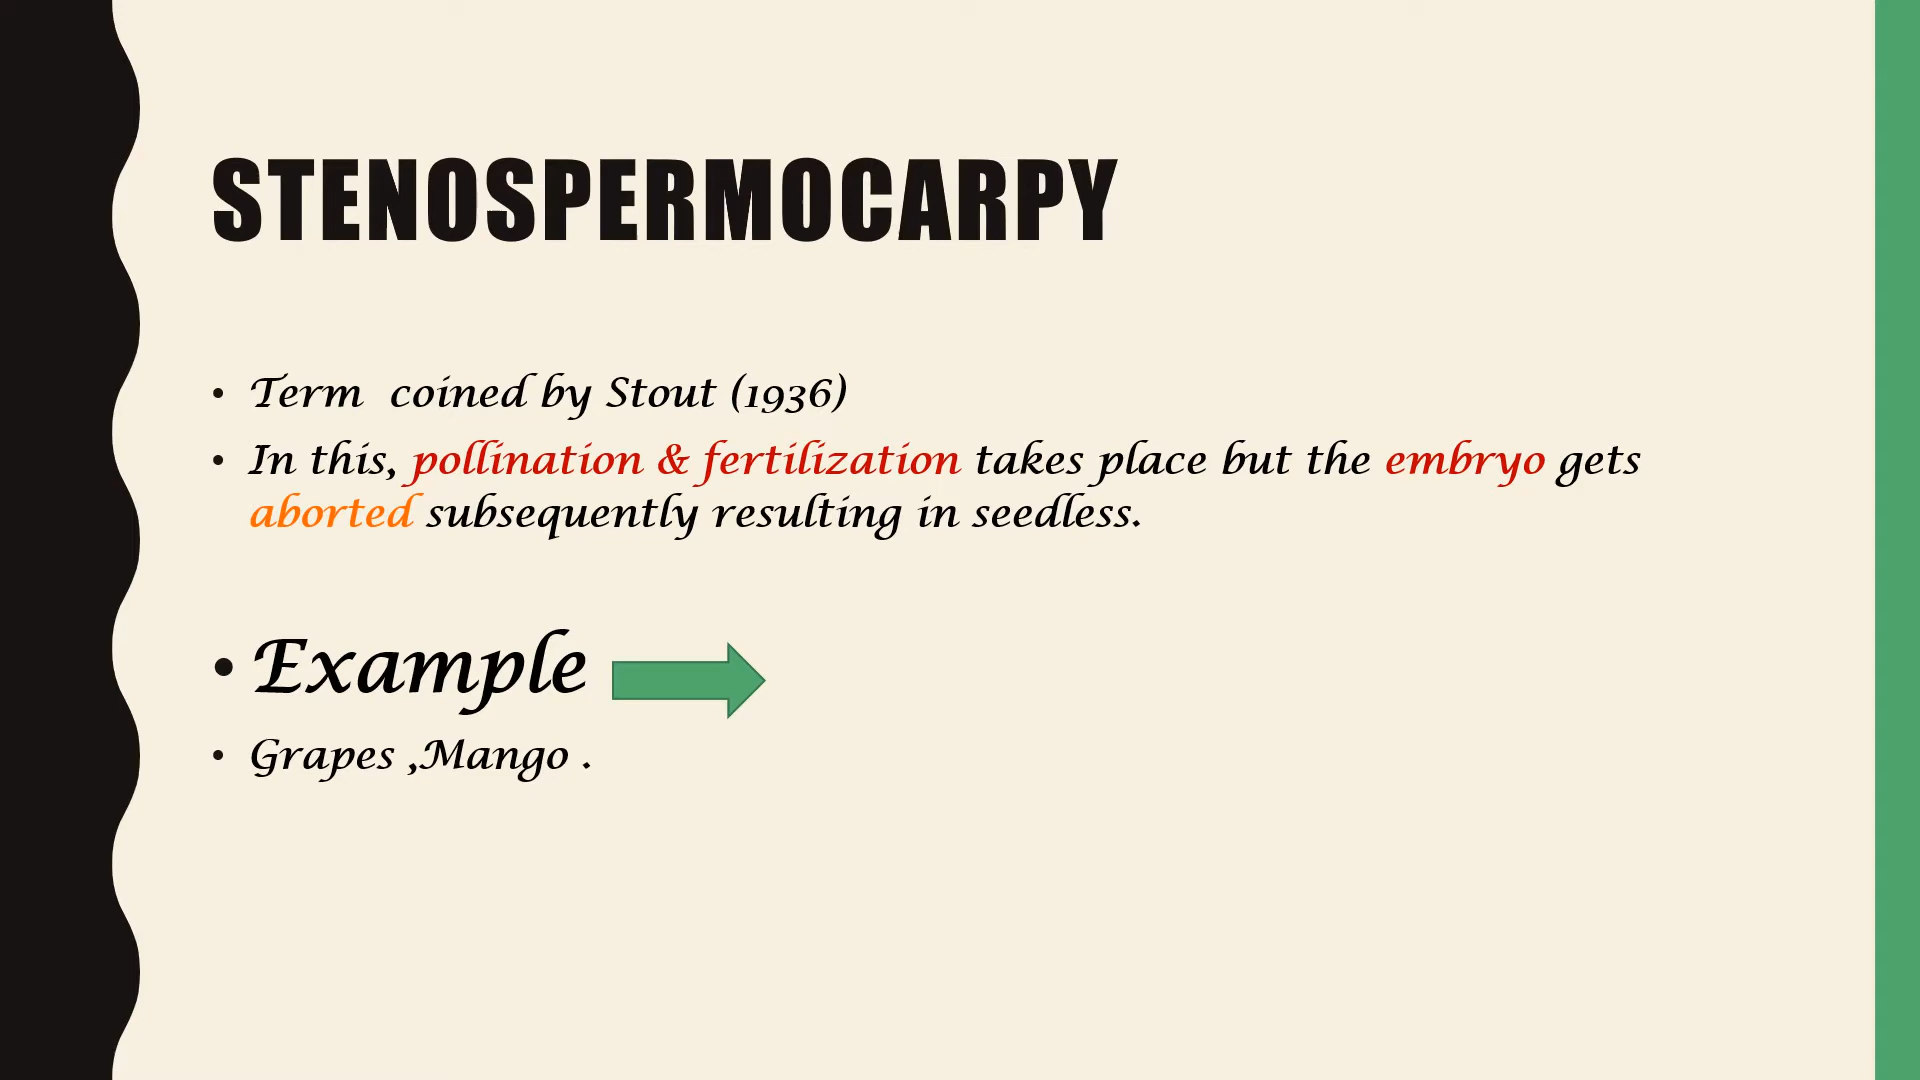 STENOSPERMOCARPY
• Term coined by Stout (1936)
• In this, pollination & fertilization takes place but the embryo gets
aborted subsequently resulting in seedless.
• Example
• Grapes ,Mango .